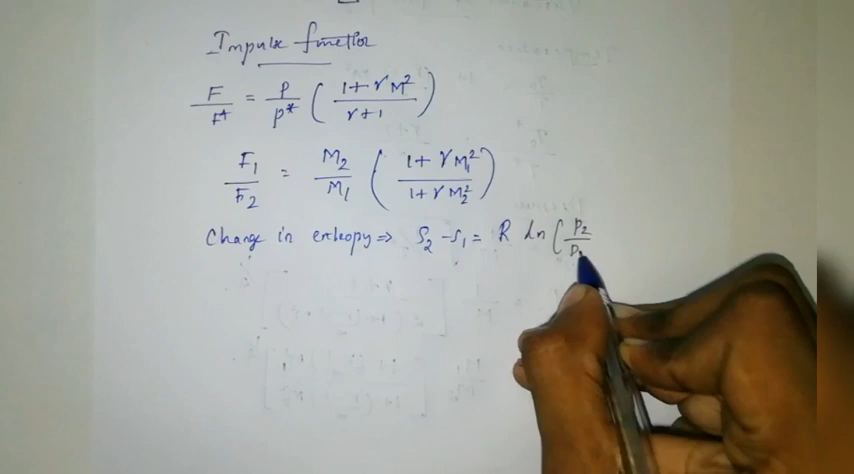 Impulse function
F/F* = P/P* ( 1 + γM² / γ+1 )
F₁/F₂ = M₂/M₁ ( 1 + γM₁² / 1 + γM₂² )
Change in entropy ⇒ S₂ - S₁ = R ln ( P₂/P